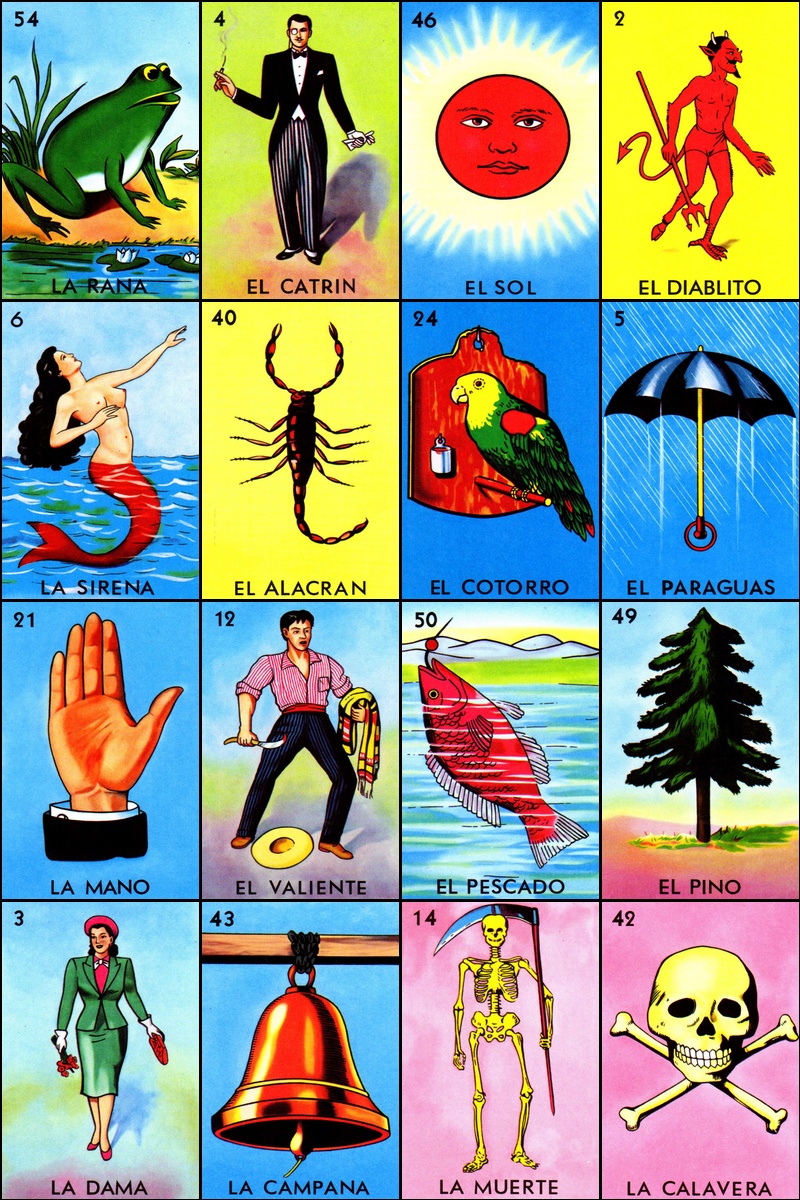 54
LA RANA
4
EL CATRIN
46
EL SOL
2
EL DIABLITO
6
LA SIRENA
40
EL ALACRAN
24
EL COTORRO
5
EL PARAGUAS
21
LA MANO
12
EL VALIENTE
50
EL PESCADO
49
EL PINO
3
LA DAMA
43
LA CAMPANA
14
LA MUERTE
42
LA CALAVERA